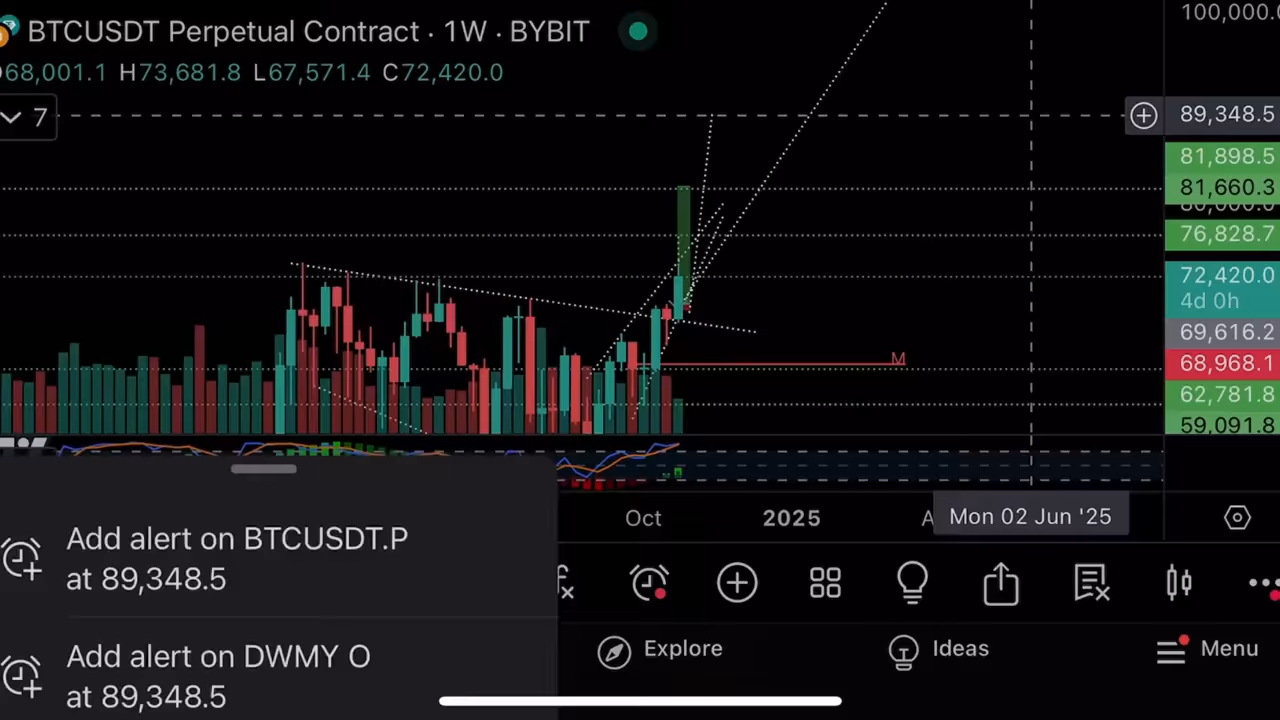 BTCUSDT Perpetual Contract · 1W · BYBIT
68,001.1 H73,681.8 L67,571.4 C72,420.0
7
100,000.
89,348.5
81,898.5
81,660.3
80,000.0
76,828.7
72,420.0
4d 0h
69,616.2
68,968.1
62,781.8
59,091.8
M
Oct 2025 A Mon 02 Jun '25
Add alert on BTCUSDT.P
at 89,348.5
Add alert on DWMY O
at 89,348.5
Explore Ideas Menu